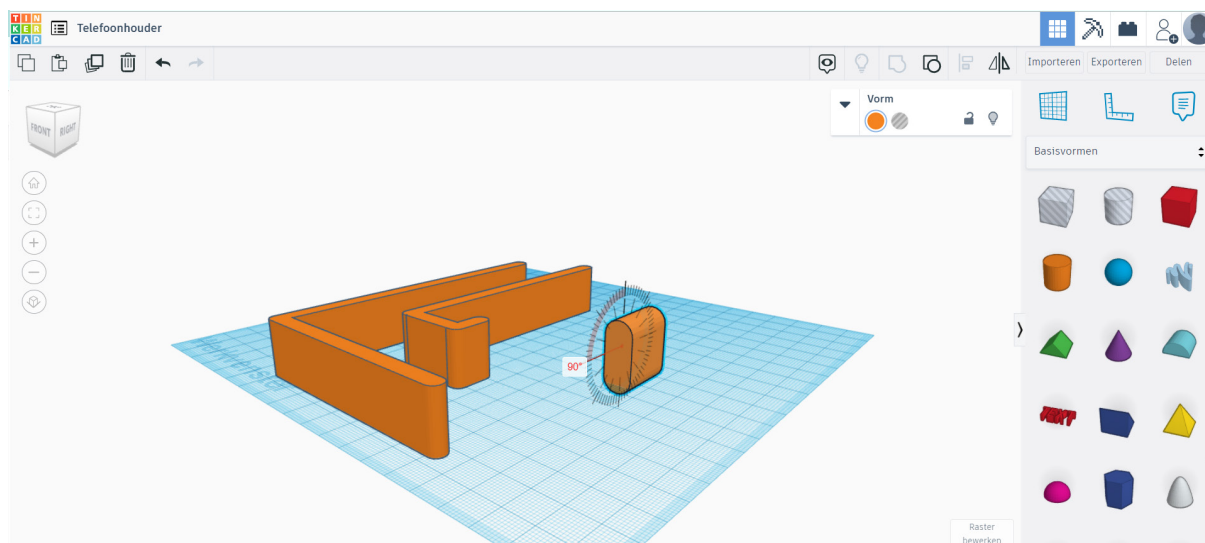 TIN
KER
CAD
Telefoonhouder
Importeren
Exporteren
Delen
Vorm
FRONT
RIGHT
Basisvormen
90°
TEXT
Raster
bewerken